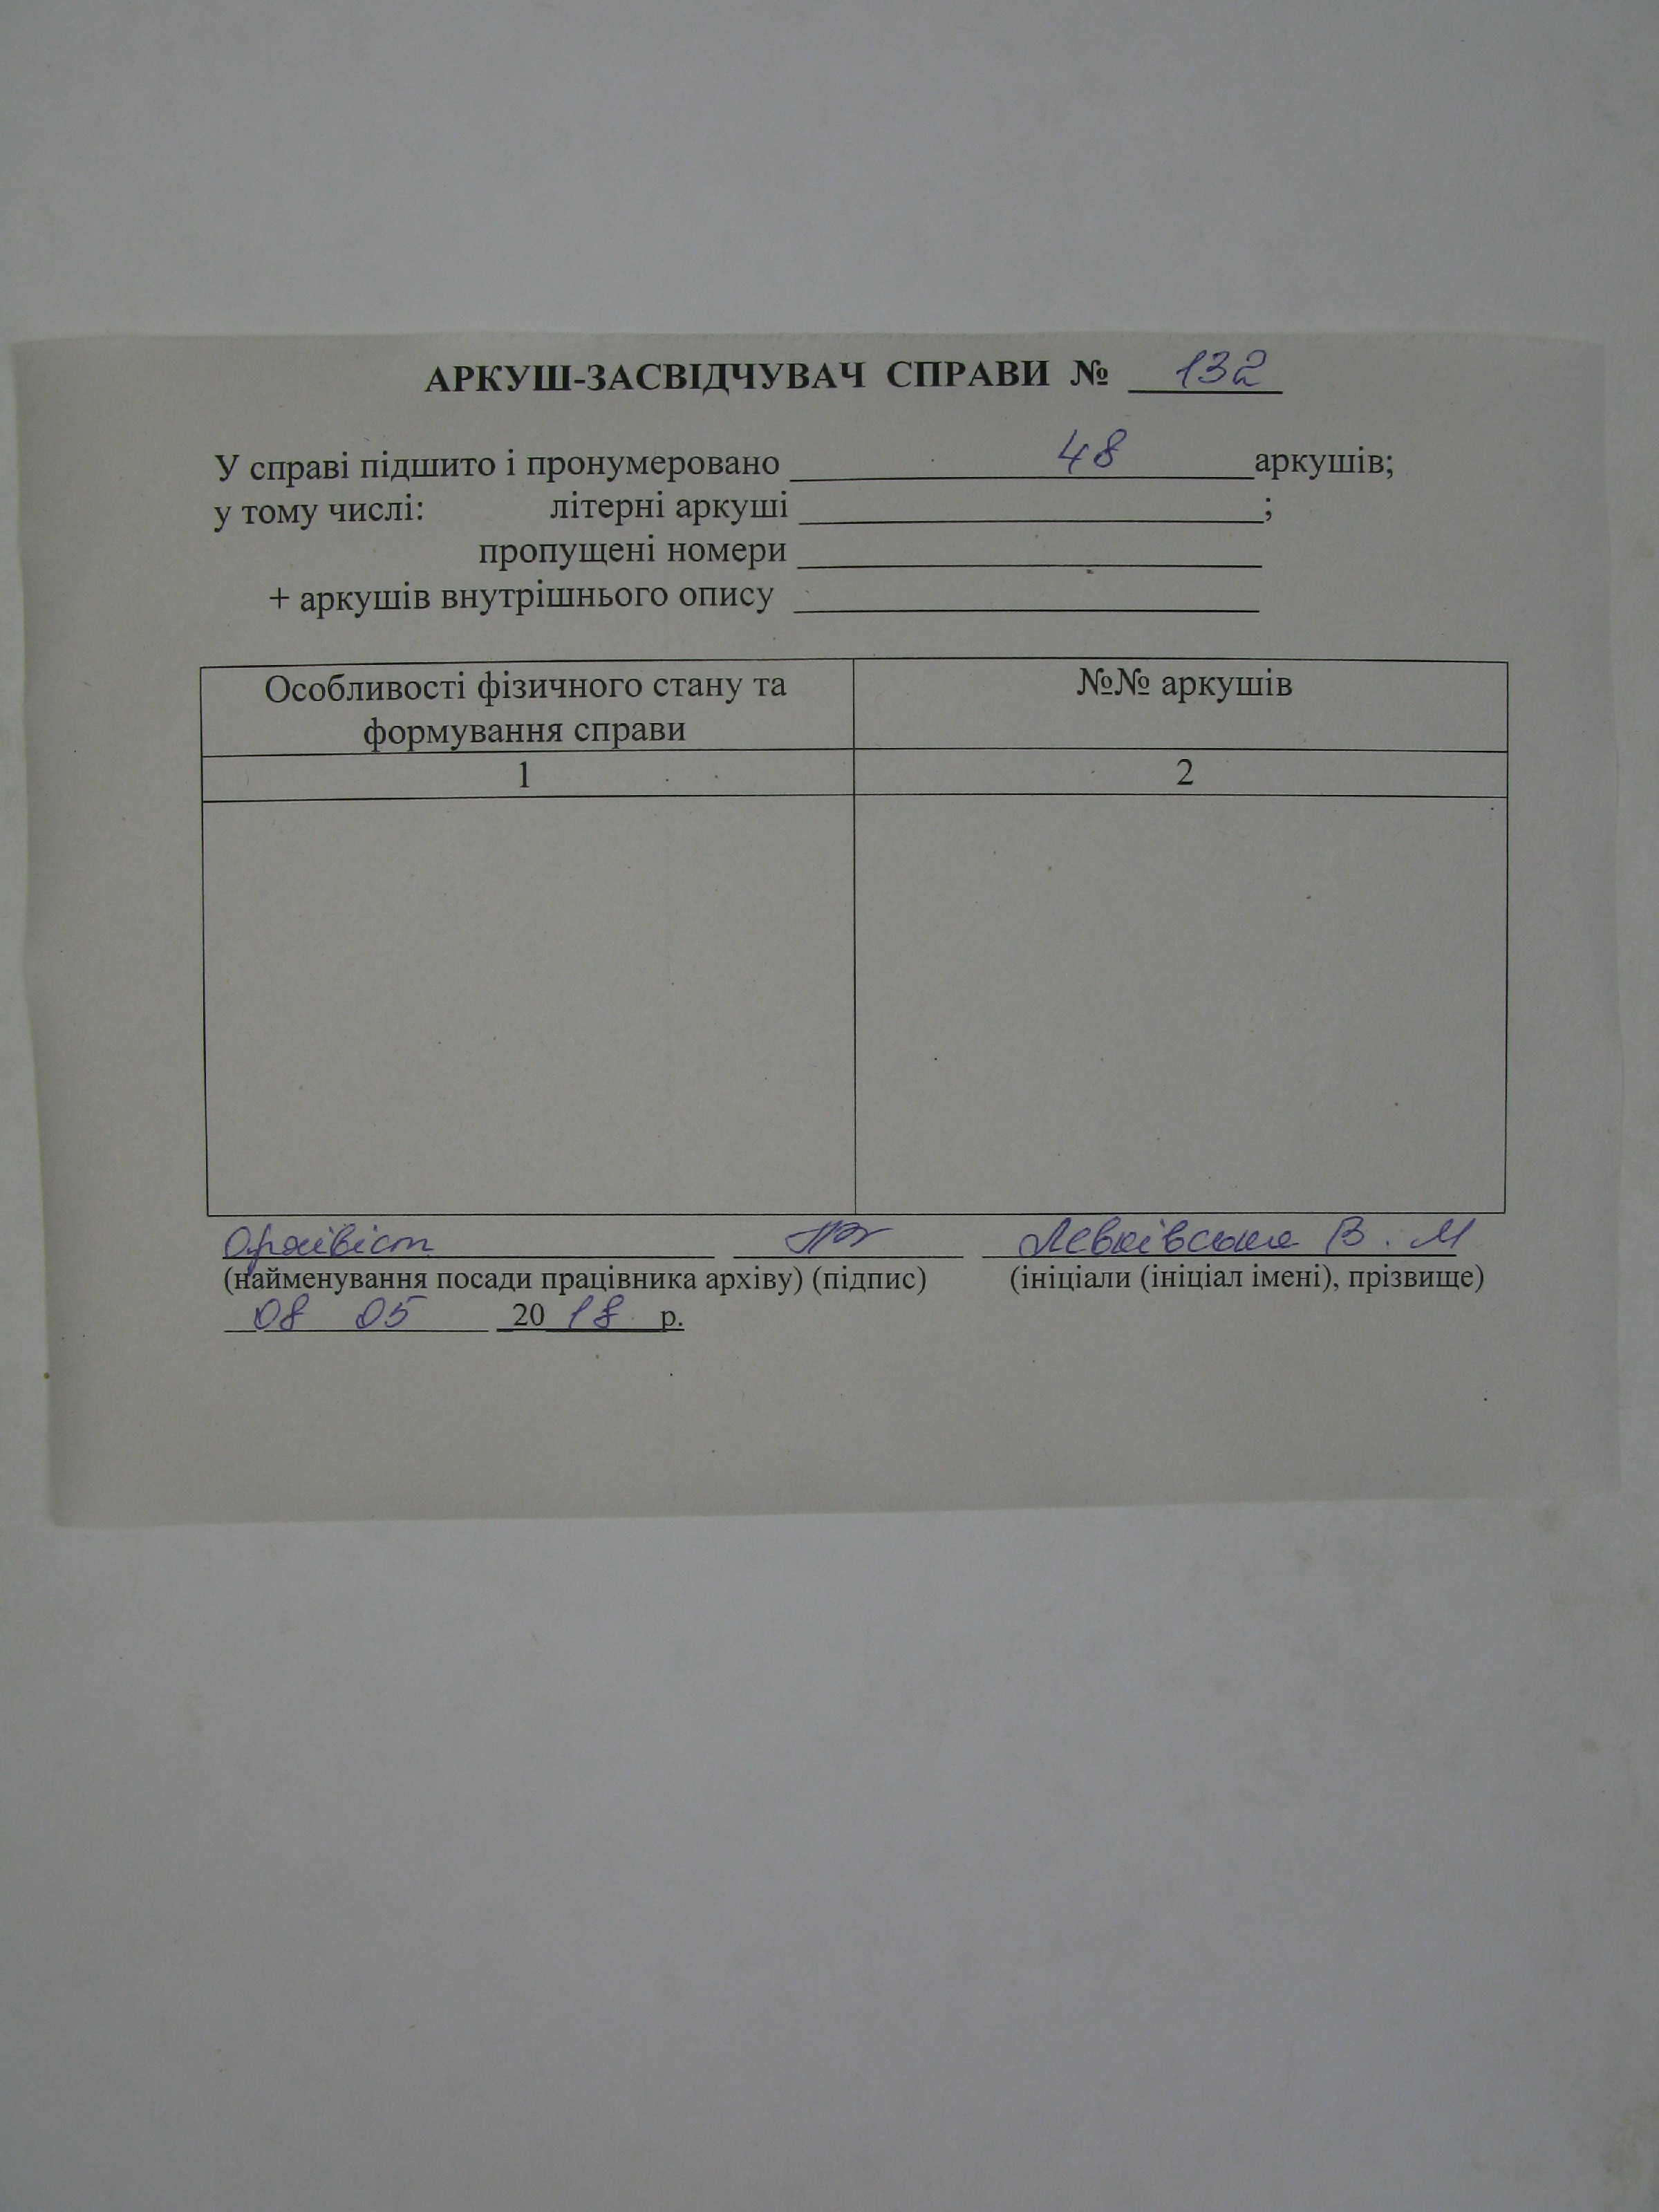 АРКУШ-ЗАСВІДЧУВАЧ СПРАВИ № 132
У справі підшито і пронумеровано 48 аркушів;
у тому числі: літерні аркуші ;
пропущені номери
+ аркушів внутрішнього опису
Особливості фізичного стану та №№ аркушів
формування справи
1 2
Архівіст В. М
(найменування посади працівника архіву) (підпис) (ініціали (ініціал імені), прізвище)
08 05 2018 р.